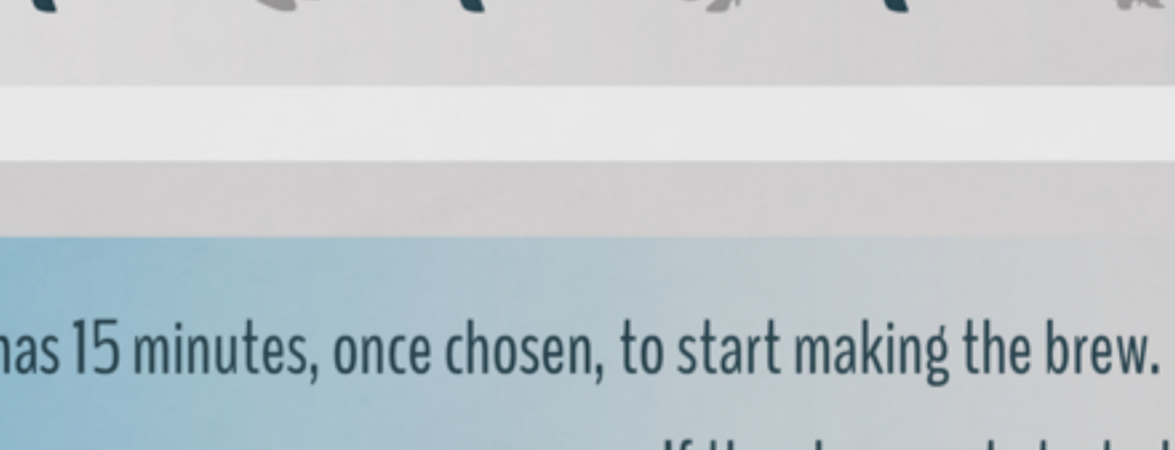 has 15 minutes, once chosen, to start making the brew.